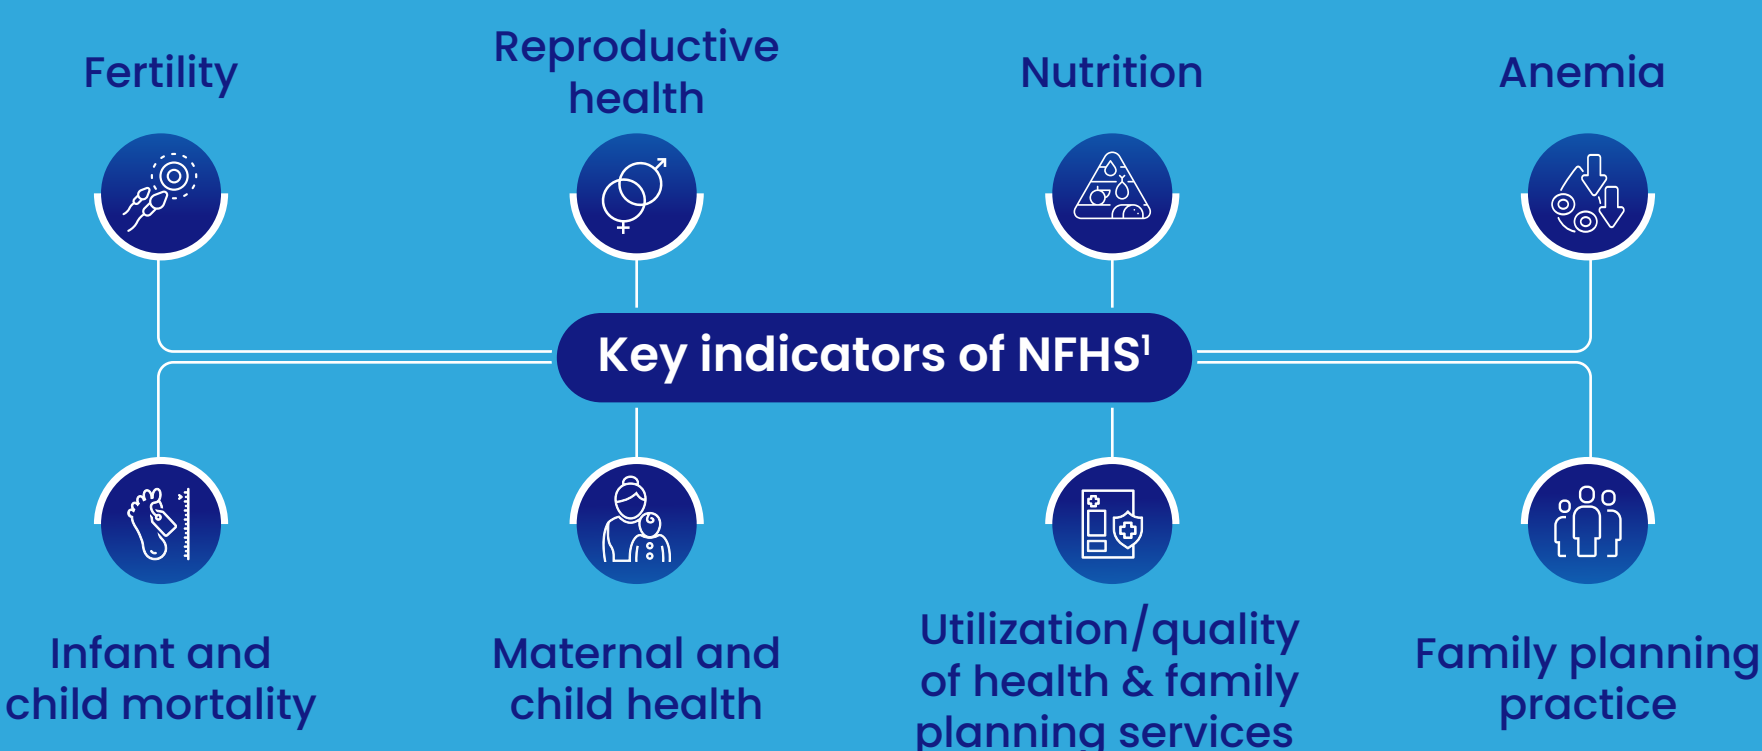 Fertility
Reproductive
health
Nutrition
Anemia
Key indicators of NFHS¹
Infant and
child mortality
Maternal and
child health
Utilization/quality
of health & family
planning services
Family planning
practice